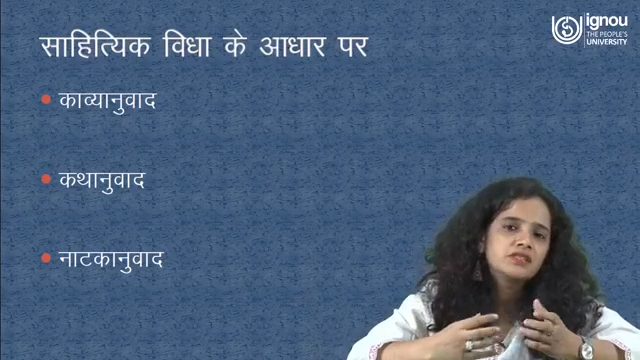 साहित्यिक विधा के आधार पर
काव्यानुवाद
कथानुवाद
नाटकानुवाद
ignou
THE PEOPLE'S
UNIVERSITY